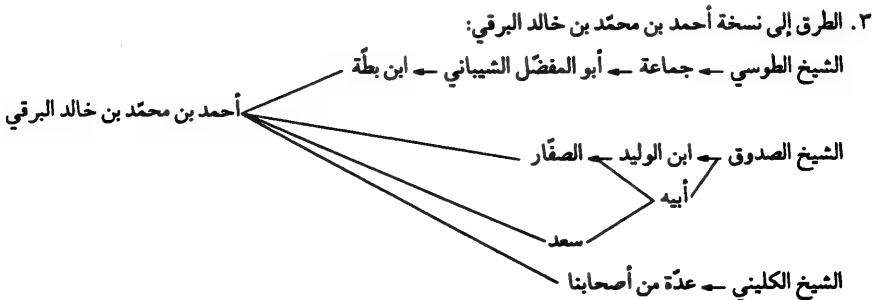 ٣. الطرق إلى نسخة أحمد بن محمّد بن خالد البرقي:
الشيخ الطوسي ← جماعة ← أبو المفضّل الشيباني ← ابن بطّة
أحمد بن محمّد بن خالد البرقي
الشيخ الصدوق ← ابن الوليد ← الصفّار
أبيه
سعد
الشيخ الكليني ← عدّة من أصحابنا